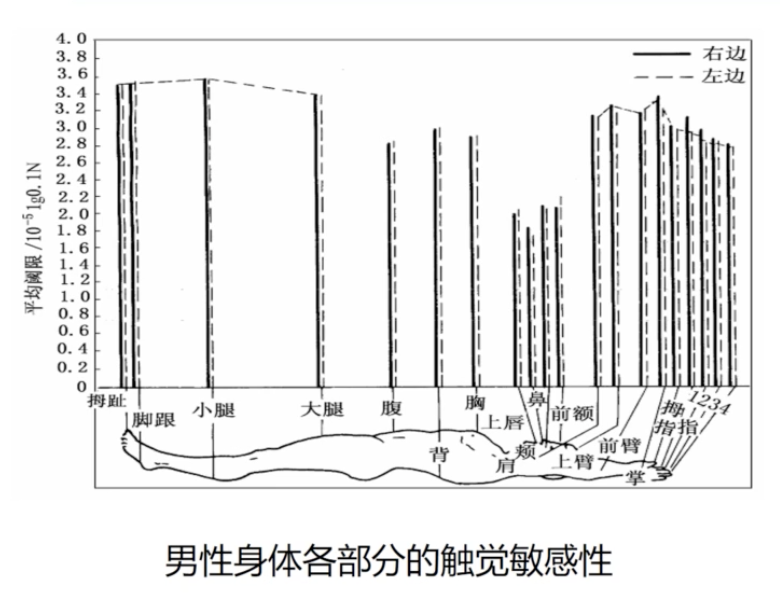 4.0
3.8
3.6
3.4
3.2
3.0
2.8
2.6
2.4
2.2
2.0
1.8
1.6
1.4
1.2
1.0
0.8
0.6
0.4
0.2
0
平均阈限/10⁻⁵lg0.1N
右边
左边
拇趾
脚跟
小腿
大腿
腹
背
胸
上唇
肩
鼻
颊
前额
上臂
前臂
掌
拇指
指
1234
男性身体各部分的触觉敏感性